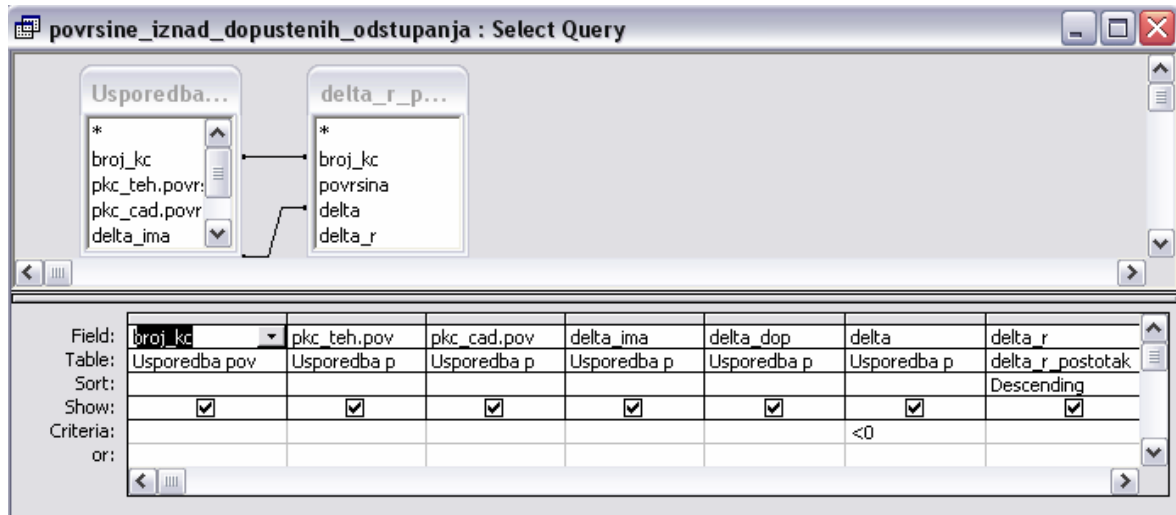 povrsine_iznad_dopustenih_odstupanja : Select Query
Usporedba... delta_r_p...
* *
broj_kc broj_kc
pkc_teh.povr: povrsina
pkc_cad.povr delta
delta_ima delta_r
Field: broj_kc pkc_teh.pov pkc_cad.pov delta_ima delta_dop delta delta_r
Table: Usporedba pov Usporedba p Usporedba p Usporedba p Usporedba p Usporedba p delta_r_postotak
Sort: Descending
Show:
Criteria: <0
or: